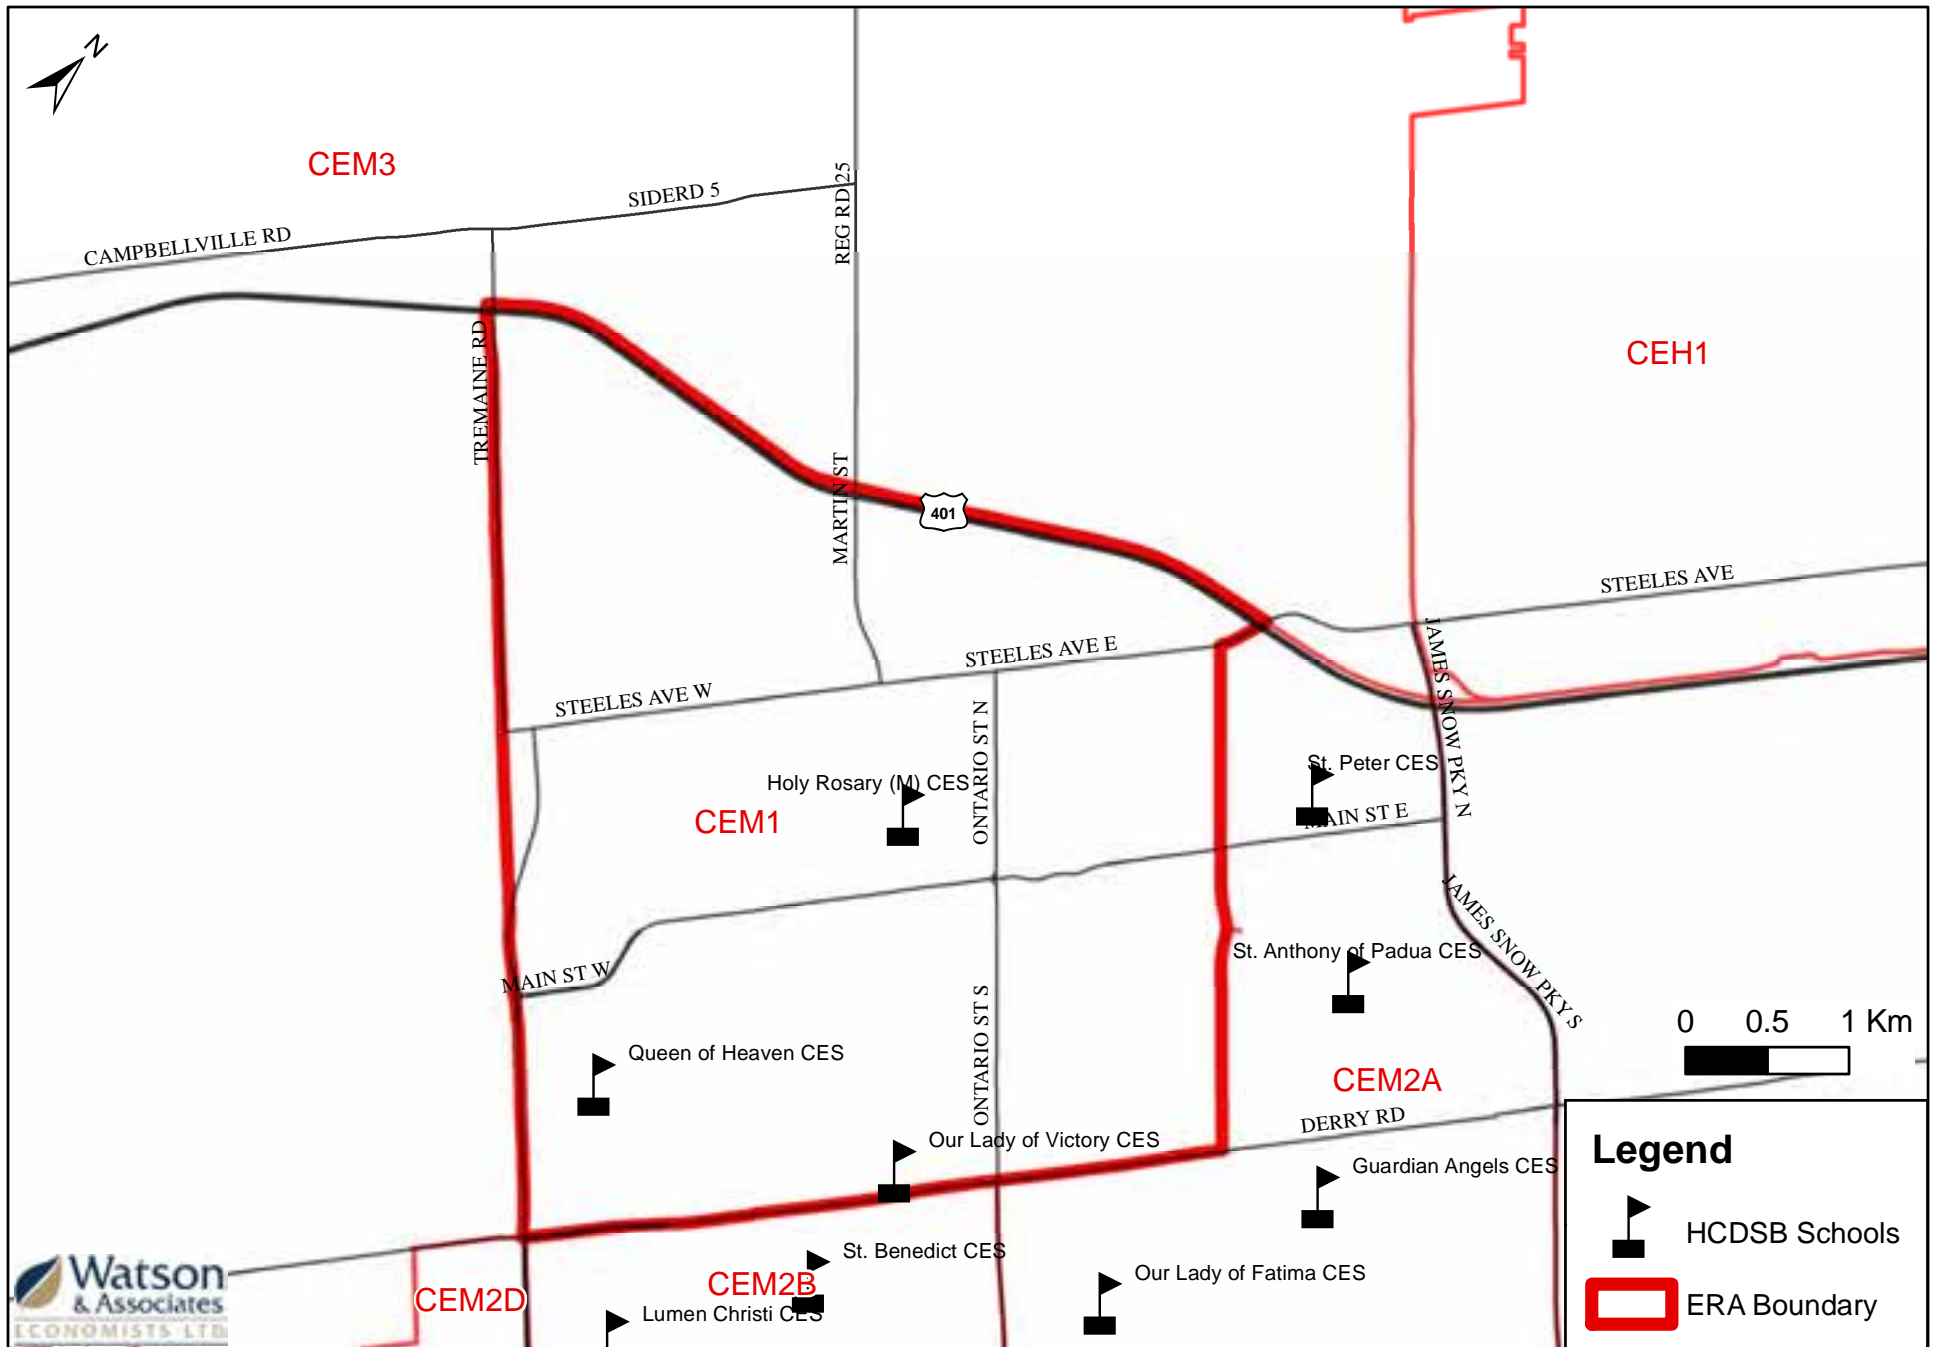 N
CEM3
SIDERD 5
REG RD 25
CAMPBELLVILLE RD
CEH1
TREMAINE RD
MARTIN ST
401
STEELES AVE
STEELES AVE E
STEELES AVE W
JAMES SNOW PKY N
ONTARIO ST N
St. Peter CES
Holy Rosary (M) CES
CEM1
MAIN ST E
JAMES SNOW PKY S
St. Anthony of Padua CES
MAIN ST W
ONTARIO ST S
0 0.5 1 Km
Queen of Heaven CES
CEM2A
DERRY RD
Our Lady of Victory CES
Guardian Angels CES
St. Benedict CES
CEM2B
Our Lady of Fatima CES
CEM2D
Lumen Christi CES
Legend
HCDSB Schools
ERA Boundary
Watson
& Associates
ECONOMISTS LTD